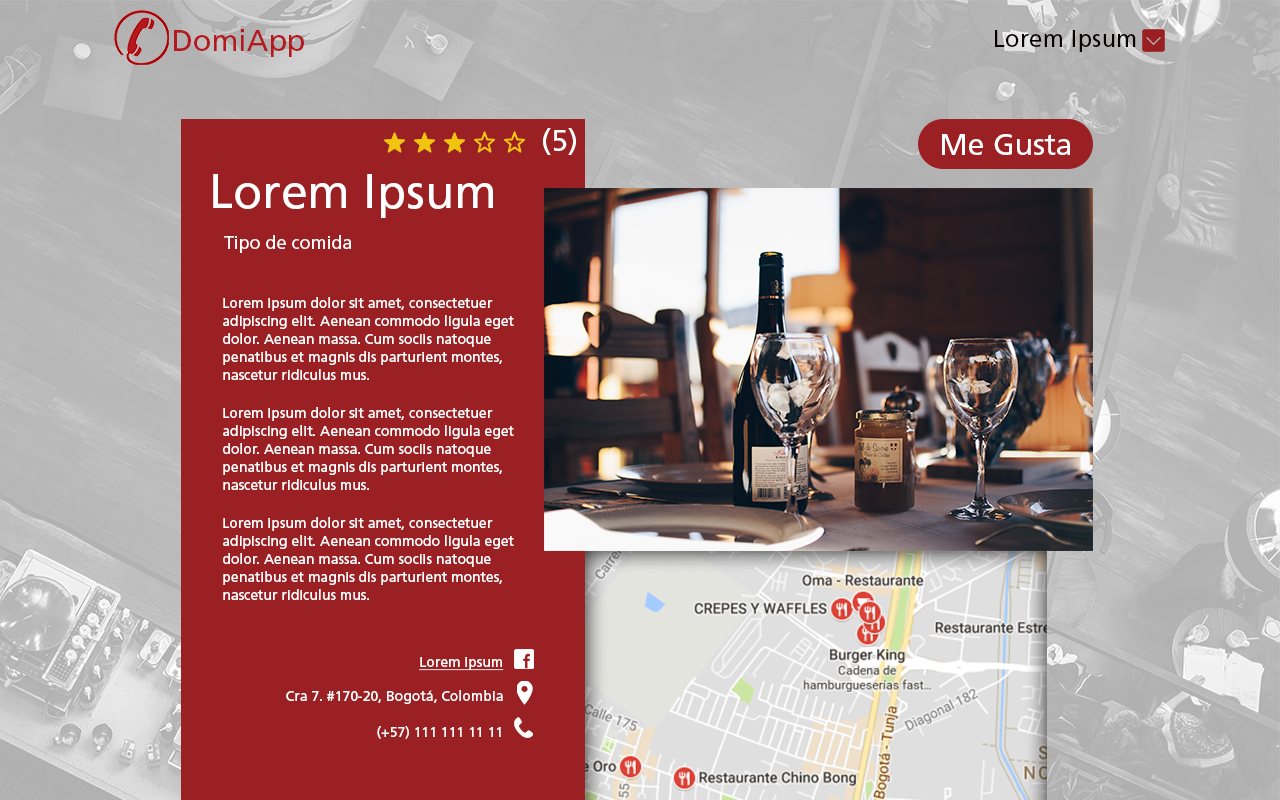 DomiApp
Lorem Ipsum
(5)
Me Gusta
Lorem Ipsum
Tipo de comida
Lorem ipsum dolor sit amet, consectetuer
adipiscing elit. Aenean commodo ligula eget
dolor. Aenean massa. Cum sociis natoque
penatibus et magnis dis parturient montes,
nascetur ridiculus mus.
Lorem ipsum dolor sit amet, consectetuer
adipiscing elit. Aenean commodo ligula eget
dolor. Aenean massa. Cum sociis natoque
penatibus et magnis dis parturient montes,
nascetur ridiculus mus.
Lorem ipsum dolor sit amet, consectetuer
adipiscing elit. Aenean commodo ligula eget
dolor. Aenean massa. Cum sociis natoque
penatibus et magnis dis parturient montes,
nascetur ridiculus mus.
Lorem Ipsum
Cra 7. #170-20, Bogotá, Colombia
(+57) 111 111 11 11
Carre
Oma - Restaurante
CREPES Y WAFFLES
Restaurante Estre
Burger King
Cadena de
hamburgueserías fast...
Diagonal 182
Calle 175
Bogotá - Tunja
e Oro
Restaurante Chino Bong
55
S
NO